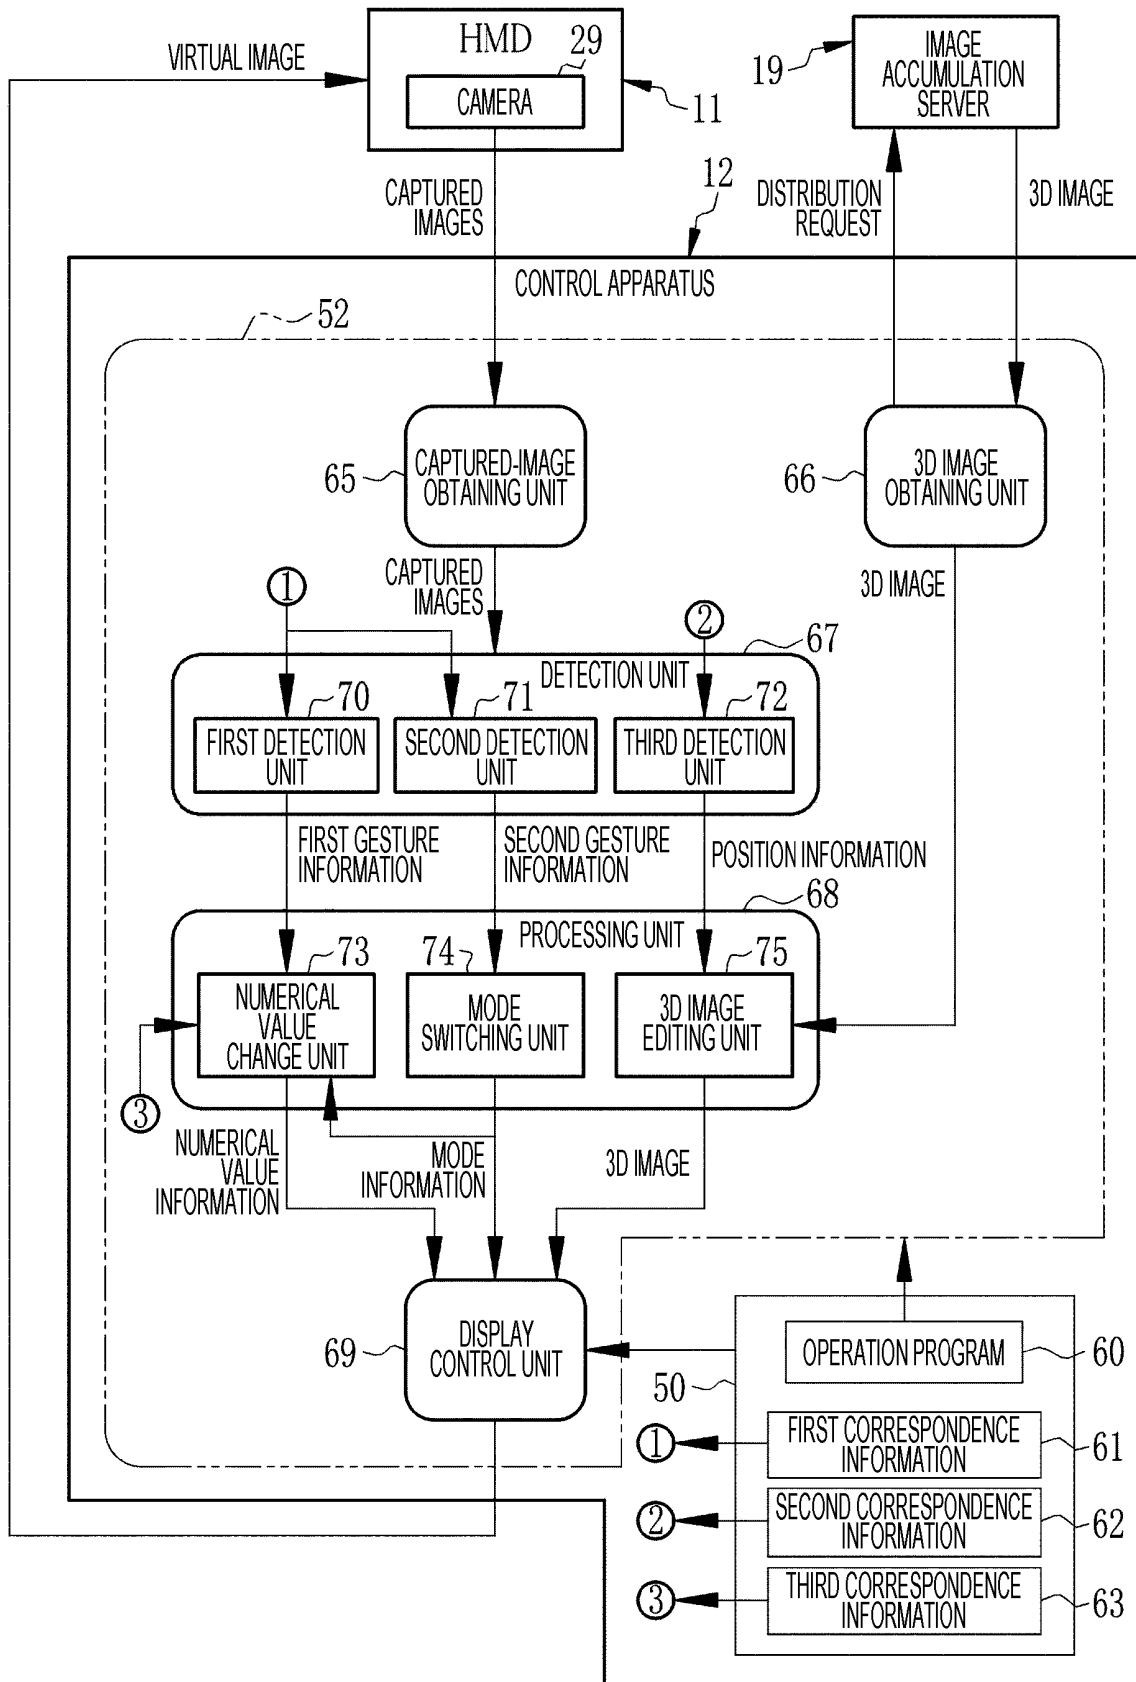 HMD
29
VIRTUAL IMAGE
CAMERA
11
19
IMAGE
ACCUMULATION
SERVER
CAPTURED
IMAGES
12
DISTRIBUTION
REQUEST
3D IMAGE
CONTROL APPARATUS
52
65
CAPTURED-IMAGE
OBTAINING UNIT
66
3D IMAGE
OBTAINING UNIT
CAPTURED
IMAGES
3D IMAGE
1
2
67
DETECTION UNIT
70
71
72
FIRST DETECTION
UNIT
SECOND DETECTION
UNIT
THIRD DETECTION
UNIT
FIRST GESTURE
INFORMATION
SECOND GESTURE
INFORMATION
POSITION INFORMATION
68
PROCESSING UNIT
73
74
75
NUMERICAL
VALUE
CHANGE UNIT
MODE
SWITCHING UNIT
3D IMAGE
EDITING UNIT
3
NUMERICAL
VALUE
INFORMATION
MODE
INFORMATION
3D IMAGE
69
DISPLAY
CONTROL UNIT
50
OPERATION PROGRAM
60
1
FIRST CORRESPONDENCE
INFORMATION
61
2
SECOND CORRESPONDENCE
INFORMATION
62
3
THIRD CORRESPONDENCE
INFORMATION
63